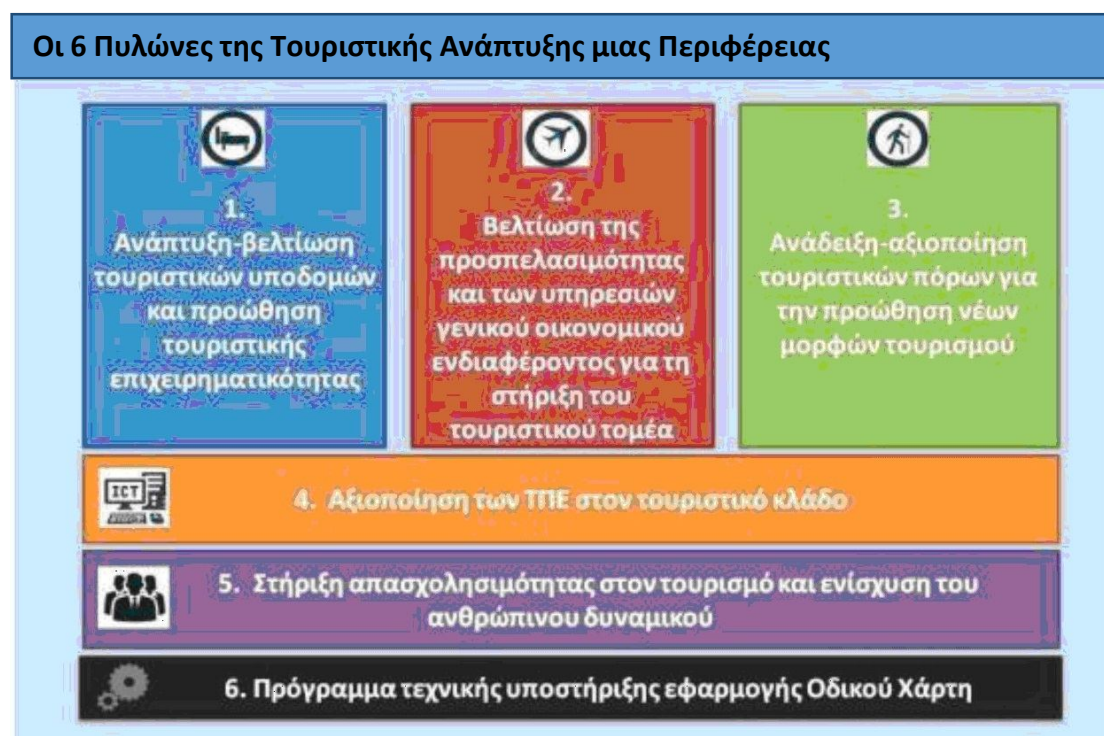 Οι 6 Πυλώνες της Τουριστικής Ανάπτυξης μιας Περιφέρειας
1.
Ανάπτυξη-βελτίωση
τουριστικών υποδομών
και προώθηση
τουριστικής
επιχειρηματικότητας
2.
Βελτίωση της
προσπελασιμότητας
και των υπηρεσιών
γενικού οικονομικού
ενδιαφέροντος για τη
στήριξη του
τουριστικού τομέα
3.
Ανάδειξη-αξιοποίηση
τουριστικών πόρων για
την προώθηση νέων
μορφών τουρισμού
ICT
4. Αξιοποίηση των ΤΠΕ στον τουριστικό κλάδο
5. Στήριξη απασχολησιμότητας στον τουρισμό και ενίσχυση του
ανθρώπινου δυναμικού
6. Πρόγραμμα τεχνικής υποστήριξης εφαρμογής Οδικού Χάρτη